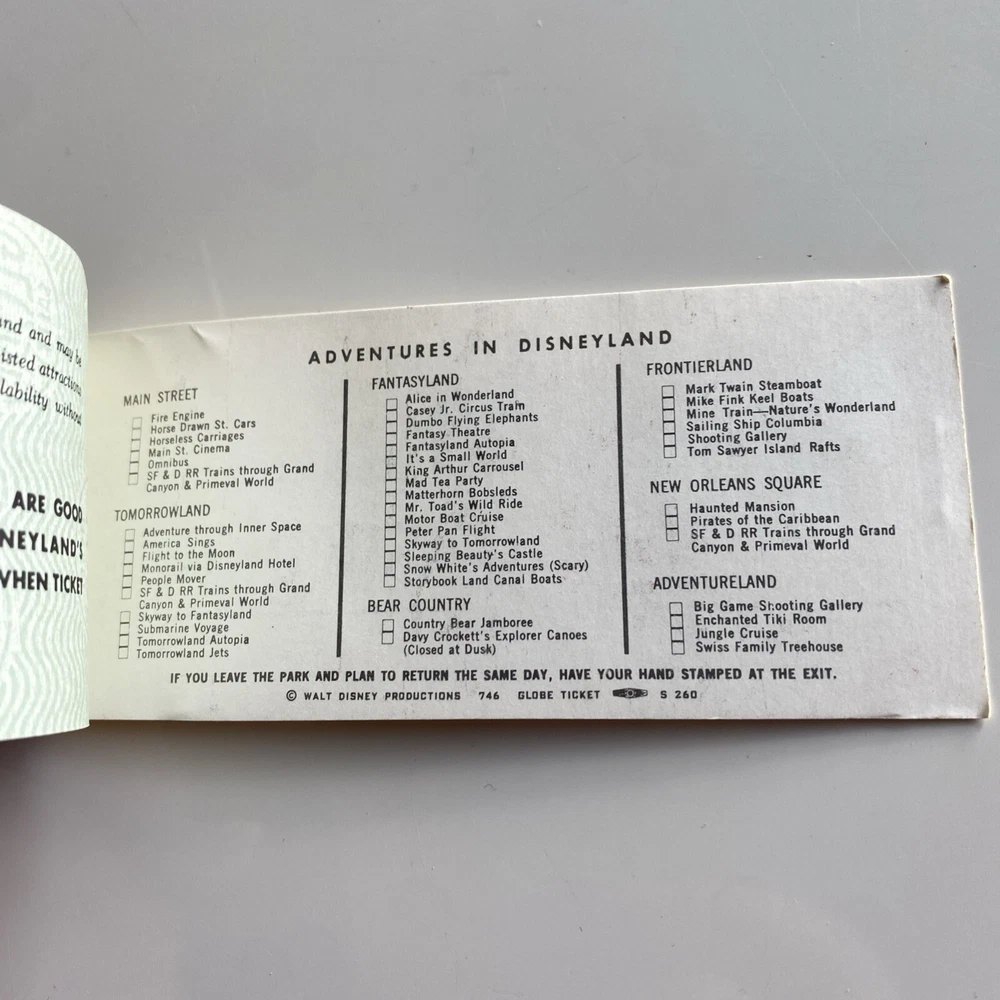 and and may be
isted attractions
lability without
ARE GOOD
NEYLAND'S
WHEN TICKET
ADVENTURES IN DISNEYLAND
MAIN STREET
Fire Engine
Horse Drawn St. Cars
Horseless Carriages
Main St. Cinema
Omnibus
SF & D RR Trains through Grand
Canyon & Primeval World
TOMORROWLAND
Adventure through Inner Space
America Sings
Flight to the Moon
Monorail via Disneyland Hotel
People Mover
SF & D RR Trains through Grand
Canyon & Primeval World
Skyway to Fantasyland
Submarine Voyage
Tomorrowland Autopia
Tomorrowland Jets
FANTASYLAND
Alice in Wonderland
Casey Jr. Circus Train
Dumbo Flying Elephants
Fantasy Theatre
Fantasyland Autopia
It's a Small World
King Arthur Carrousel
Mad Tea Party
Matterhorn Bobsleds
Mr. Toad's Wild Ride
Motor Boat Cruise
Peter Pan Flight
Skyway to Tomorrowland
Sleeping Beauty's Castle
Snow White's Adventures (Scary)
Storybook Land Canal Boats
BEAR COUNTRY
Country Bear Jamboree
Davy Crockett's Explorer Canoes
(Closed at Dusk)
FRONTIERLAND
Mark Twain Steamboat
Mike Fink Keel Boats
Mine Train—Nature's Wonderland
Sailing Ship Columbia
Shooting Gallery
Tom Sawyer Island Rafts
NEW ORLEANS SQUARE
Haunted Mansion
Pirates of the Caribbean
SF & D RR Trains through Grand
Canyon & Primeval World
ADVENTURELAND
Big Game Shooting Gallery
Enchanted Tiki Room
Jungle Cruise
Swiss Family Treehouse
IF YOU LEAVE THE PARK AND PLAN TO RETURN THE SAME DAY, HAVE YOUR HAND STAMPED AT THE EXIT.
© WALT DISNEY PRODUCTIONS 746 GLOBE TICKET S 260